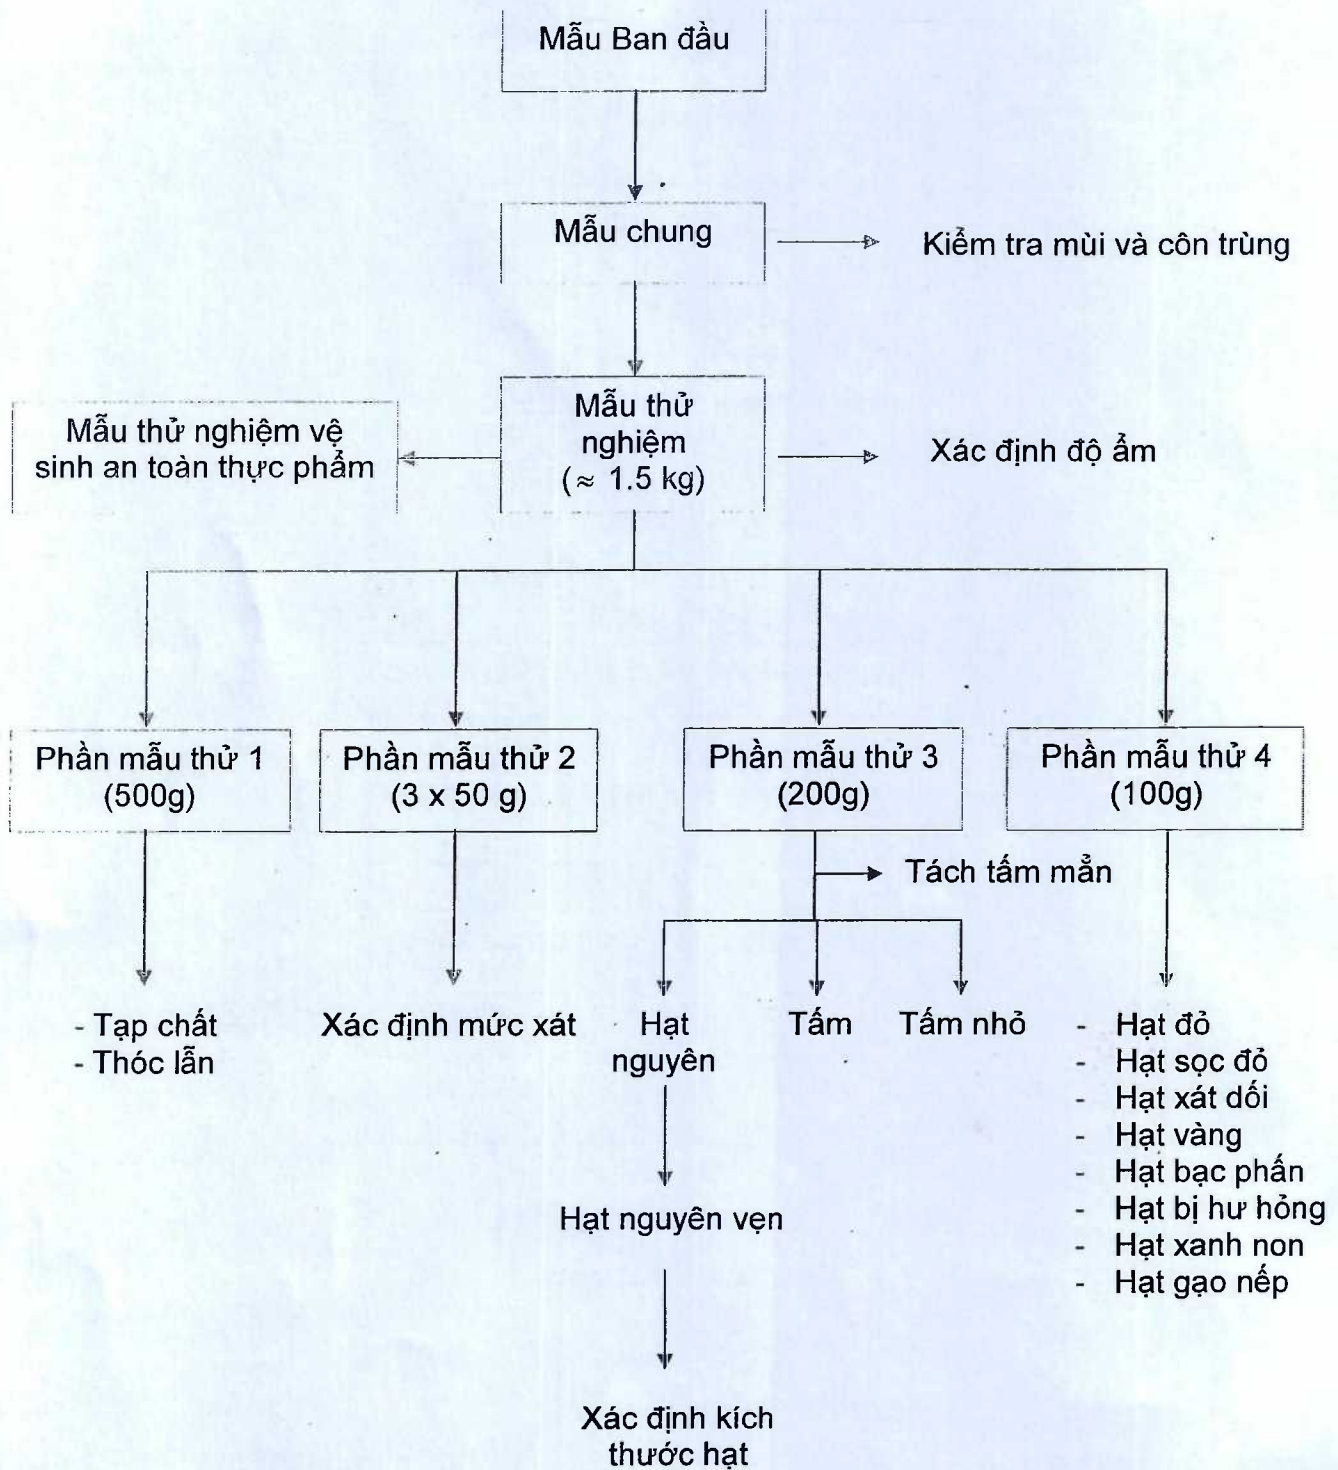 Mẫu Ban đầu
Mẫu chung
Kiểm tra mùi và côn trùng
Mẫu thử nghiệm vệ
sinh an toàn thực phẩm
Mẫu thử
nghiệm
(≈ 1.5 kg)
Xác định độ ẩm
Phần mẫu thử 1
(500g)
Phần mẫu thử 2
(3 x 50 g)
Phần mẫu thử 3
(200g)
Phần mẫu thử 4
(100g)
Tách tấm mẳn
- Tạp chất
- Thóc lẫn
Xác định mức xát
Hạt
nguyên
Tấm
Tấm nhỏ
- Hạt đỏ
- Hạt sọc đỏ
- Hạt xát dối
- Hạt vàng
- Hạt bạc phấn
- Hạt bị hư hỏng
- Hạt xanh non
- Hạt gạo nếp
Hạt nguyên vẹn
Xác định kích
thước hạt